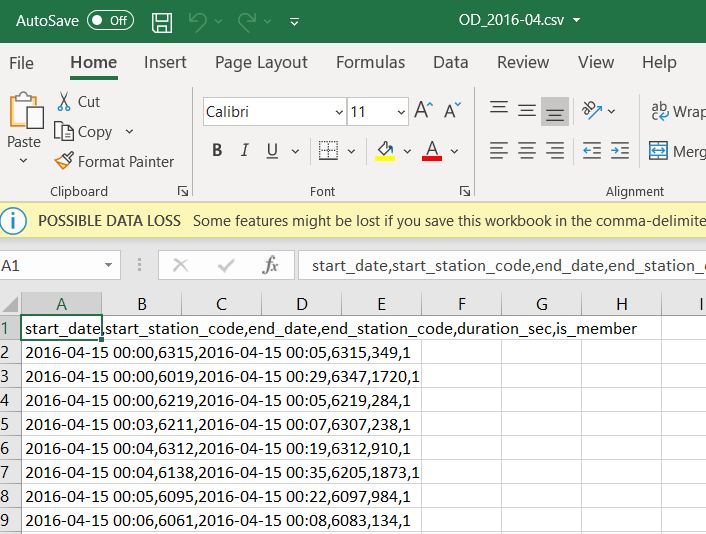 AutoSave Off OD_2016-04.csv
File Home Insert Page Layout Formulas Data Review View Help
Cut
Copy
Paste
Format Painter
Calibri 11 A A
B I U A
ab Wrap
Merg
Clipboard Font Alignment
POSSIBLE DATA LOSS Some features might be lost if you save this workbook in the comma-delimite
A1 fx start_date,start_station_code,end_date,end_station_c
A B C D E F G H I
1 start_date,start_station_code,end_date,end_station_code,duration_sec,is_member
2 2016-04-15 00:00,6315,2016-04-15 00:05,6315,349,1
3 2016-04-15 00:00,6019,2016-04-15 00:29,6347,1720,1
4 2016-04-15 00:00,6219,2016-04-15 00:05,6219,284,1
5 2016-04-15 00:03,6211,2016-04-15 00:07,6307,238,1
6 2016-04-15 00:04,6312,2016-04-15 00:19,6312,910,1
7 2016-04-15 00:04,6138,2016-04-15 00:35,6205,1873,1
8 2016-04-15 00:05,6095,2016-04-15 00:22,6097,984,1
9 2016-04-15 00:06,6061,2016-04-15 00:08,6083,134,1